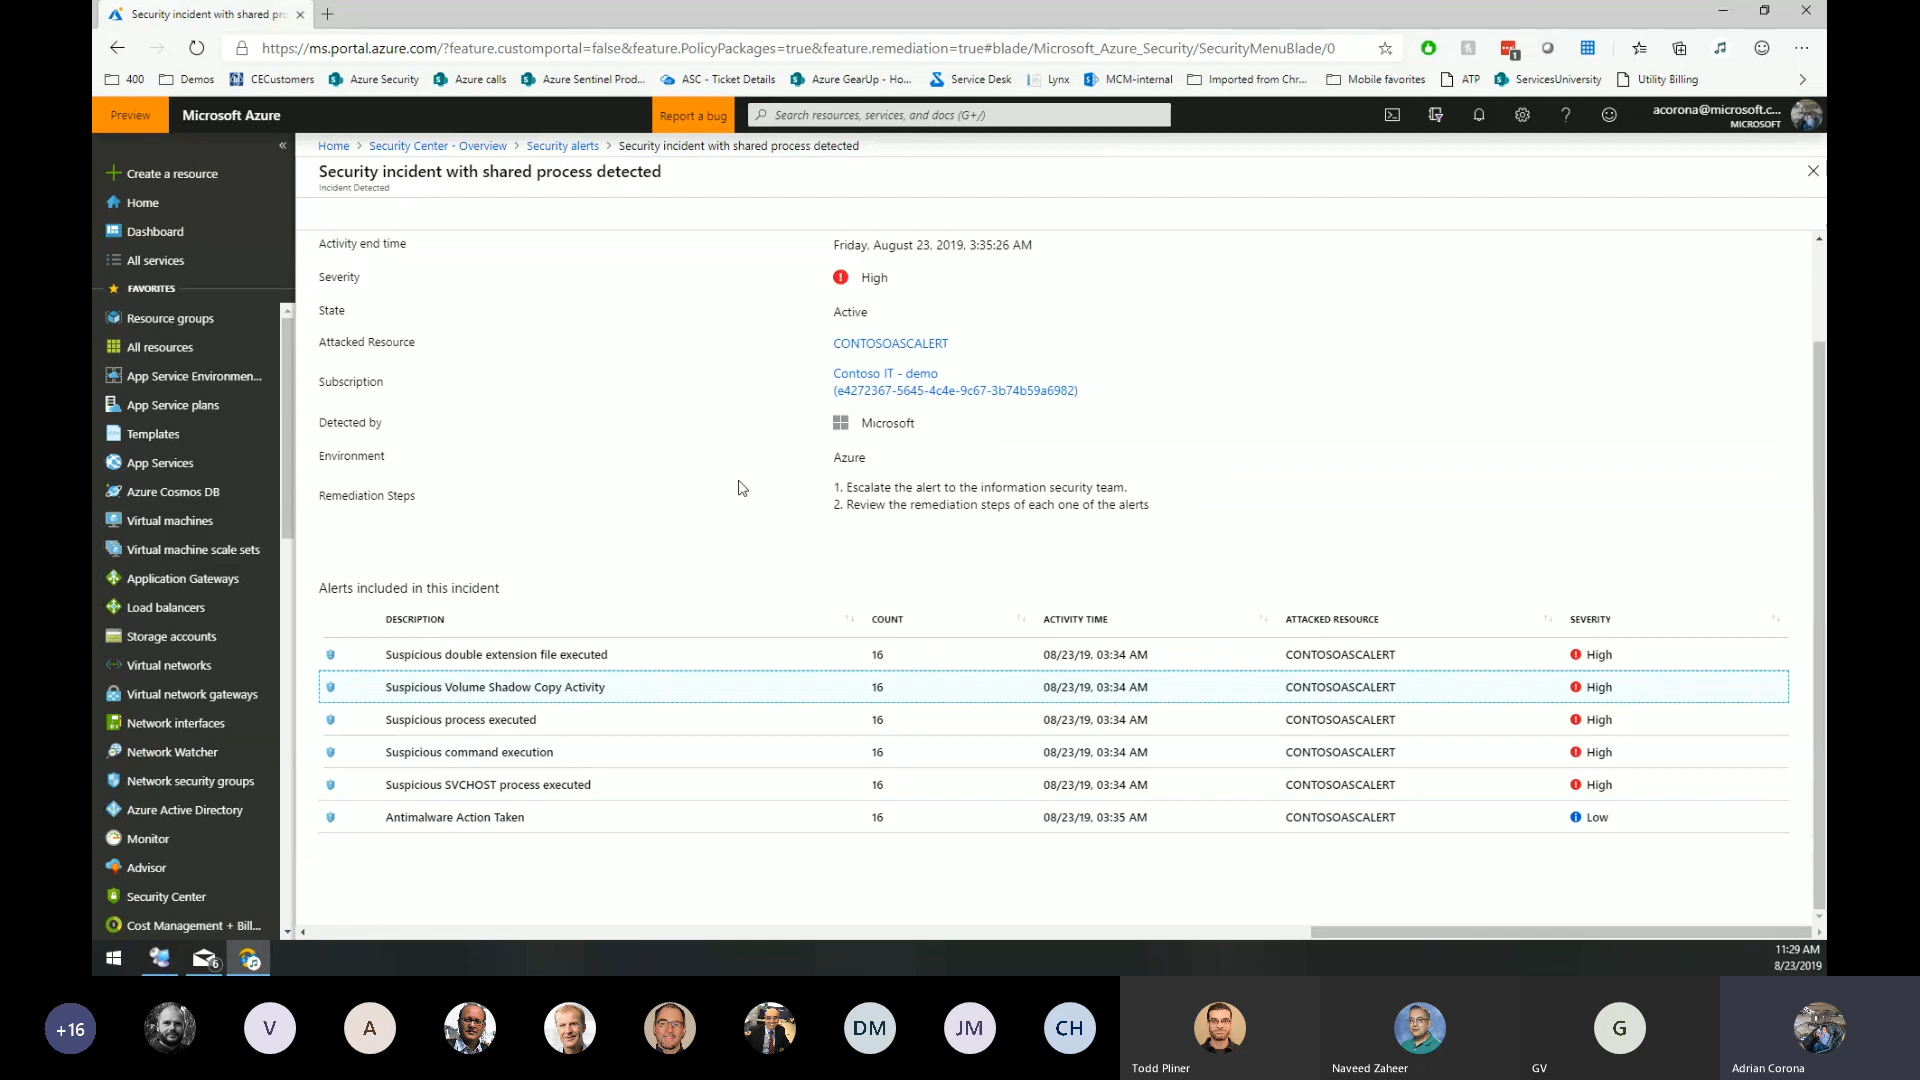 Security incident with shared pr
https://ms.portal.azure.com/?feature.customportal=false&feature.PolicyPackages=true&feature.remediation=true#blade/Microsoft_Azure_Security/SecurityMenuBlade/0
1
400 Demos CECustomers Azure Security Azure calls Azure Sentinel Prod... ASC - Ticket Details Azure GearUp - Ho... Service Desk Lynx MCM-internal Imported from Chr... Mobile favorites ATP ServicesUniversity Utility Billing
Preview Microsoft Azure Report a bug Search resources, services, and docs (G+/) acorona@microsoft.c...
MICROSOFT
Home > Security Center - Overview > Security alerts > Security incident with shared process detected
Security incident with shared process detected
Incident Detected
Create a resource
Home
Dashboard
All services
FAVORITES
Resource groups
All resources
App Service Environmen...
App Service plans
Templates
App Services
Azure Cosmos DB
Virtual machines
Virtual machine scale sets
Application Gateways
Load balancers
Storage accounts
Virtual networks
Virtual network gateways
Network interfaces
Network Watcher
Network security groups
Azure Active Directory
Monitor
Advisor
Security Center
Cost Management + Bill...
Activity end time Friday, August 23, 2019, 3:35:26 AM
Severity High
State Active
Attacked Resource CONTOSOASCALERT
Subscription Contoso IT - demo
(e4272367-5645-4c4e-9c67-3b74b59a6982)
Detected by Microsoft
Environment Azure
Remediation Steps 1. Escalate the alert to the information security team.
2. Review the remediation steps of each one of the alerts
Alerts included in this incident
DESCRIPTION COUNT ACTIVITY TIME ATTACKED RESOURCE SEVERITY
Suspicious double extension file executed 16 08/23/19, 03:34 AM CONTOSOASCALERT High
Suspicious Volume Shadow Copy Activity 16 08/23/19, 03:34 AM CONTOSOASCALERT High
Suspicious process executed 16 08/23/19, 03:34 AM CONTOSOASCALERT High
Suspicious command execution 16 08/23/19, 03:34 AM CONTOSOASCALERT High
Suspicious SVCHOST process executed 16 08/23/19, 03:34 AM CONTOSOASCALERT High
Antimalware Action Taken 16 08/23/19, 03:35 AM CONTOSOASCALERT Low
6
11:29 AM
8/23/2019
+16 V A DM JM CH G
Todd Pliner Naveed Zaheer GV Adrian Corona